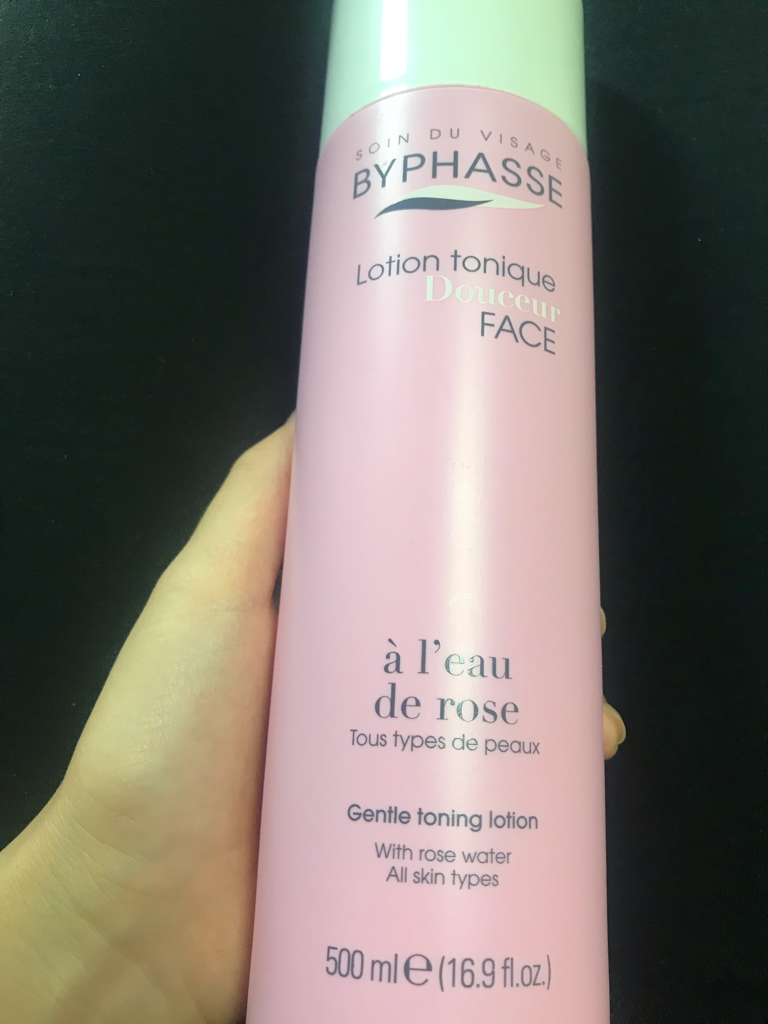 SOIN DU VISAGE
BYPHASSE
Lotion tonique
Douceur
FACE
à l'eau
de rose
Tous types de peaux
Gentle toning lotion
With rose water
All skin types
500 ml e (16.9 fl.oz.)